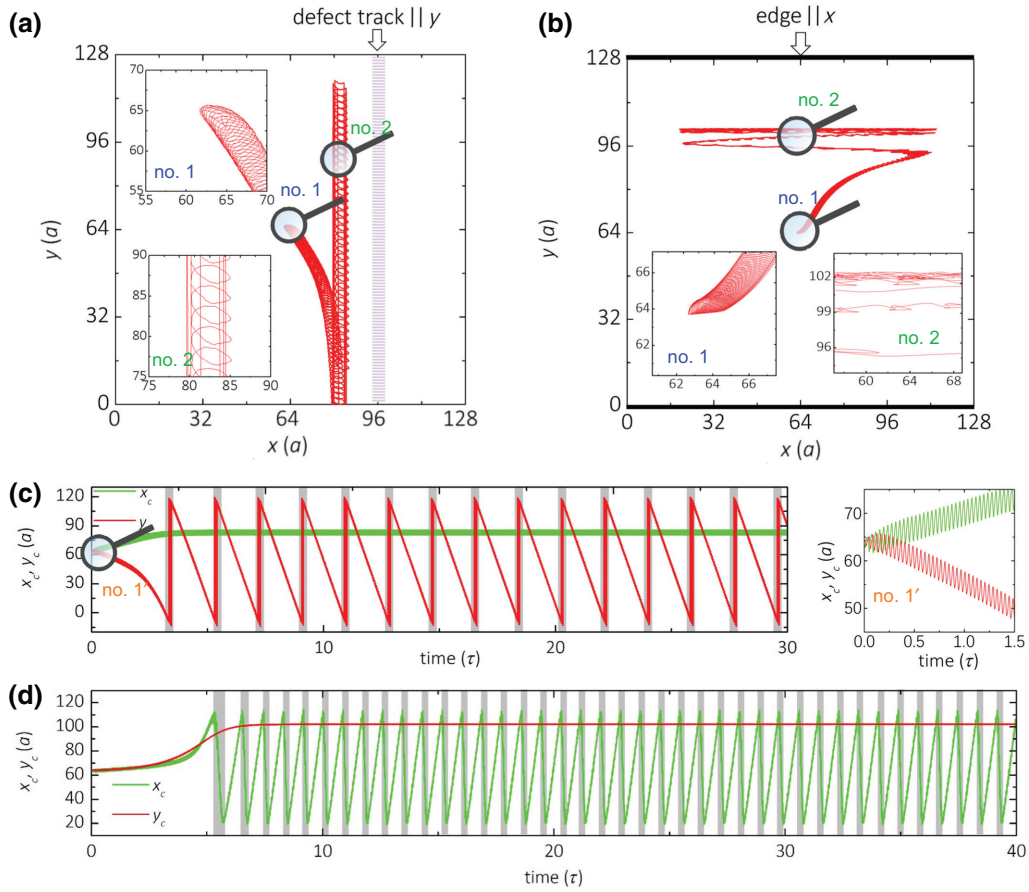 (a)
defect track || y
128
96
64
32
0
y (a)
0
32
64
96
128
x (a)
70
65
60
55
55
60
65
70
no. 1
no. 1
no. 2
90
85
80
75
75
80
85
90
no. 2
(b)
edge || x
128
96
64
32
0
y (a)
0
32
64
96
128
x (a)
no. 2
no. 1
66
64
62
62
64
66
no. 1
102
99
96
60
64
68
no. 2
(c)
x_c
y
120
90
60
30
0
x_c, y_c (a)
no. 1′
0
10
20
30
time (τ)
70
60
50
x_c, y_c (a)
no. 1′
0.0
0.5
1.0
1.5
time (τ)
(d)
120
100
80
60
40
20
x_c, y_c (a)
x_c
y_c
0
10
20
30
40
time (τ)